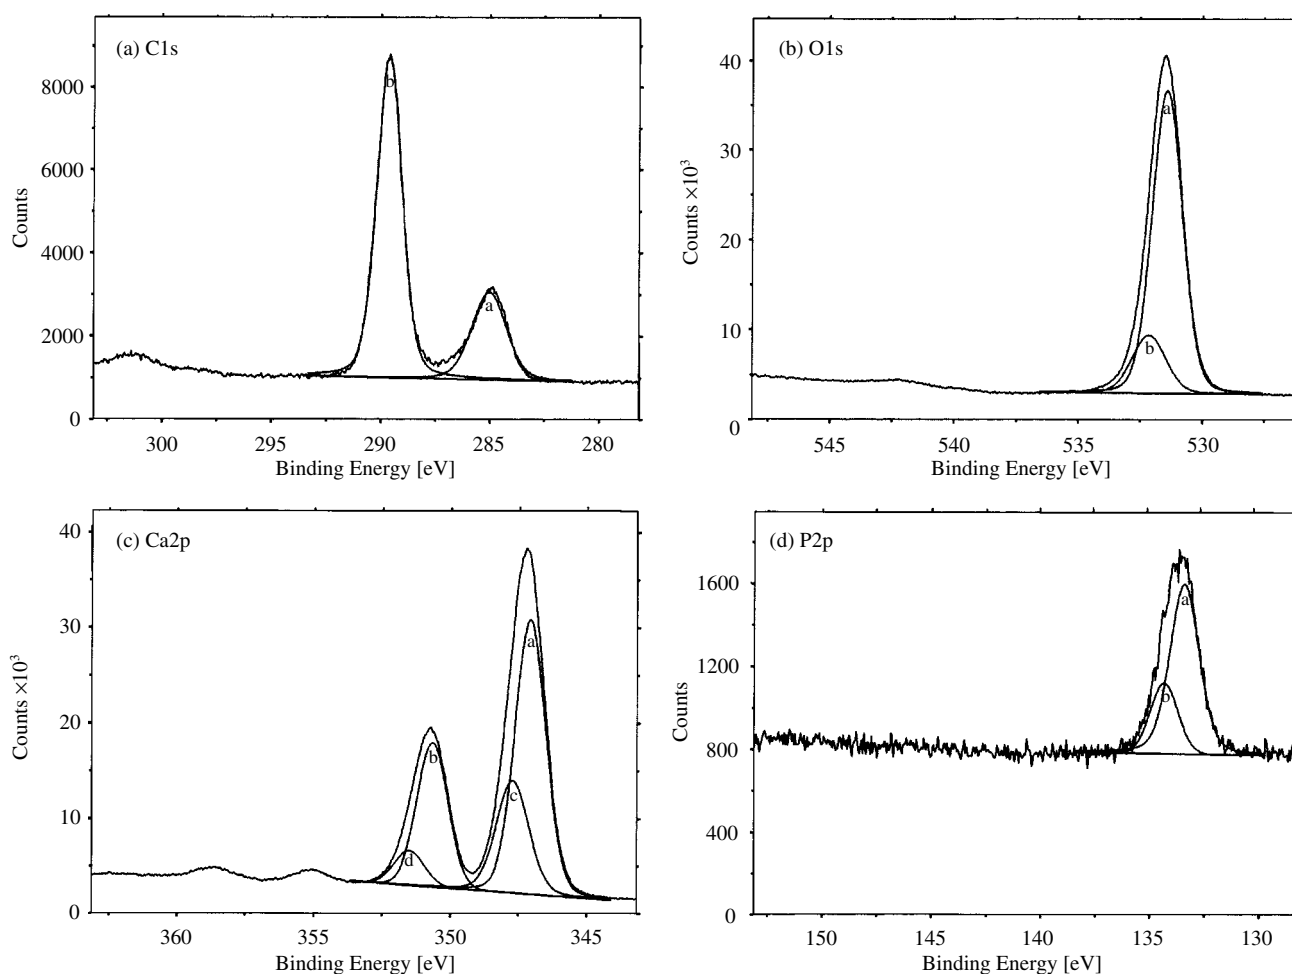 (a) C1s
b
a
8000
6000
4000
2000
0
Counts
300 295 290 285 280
Binding Energy [eV]
(b) O1s
a
b
40
30
20
10
0
Counts ×10³
545 540 535 530
Binding Energy [eV]
(c) Ca2p
a
b
c
d
40
30
20
10
0
Counts ×10³
360 355 350 345
Binding Energy [eV]
(d) P2p
a
b
1600
1200
800
400
0
Counts
150 145 140 135 130
Binding Energy [eV]